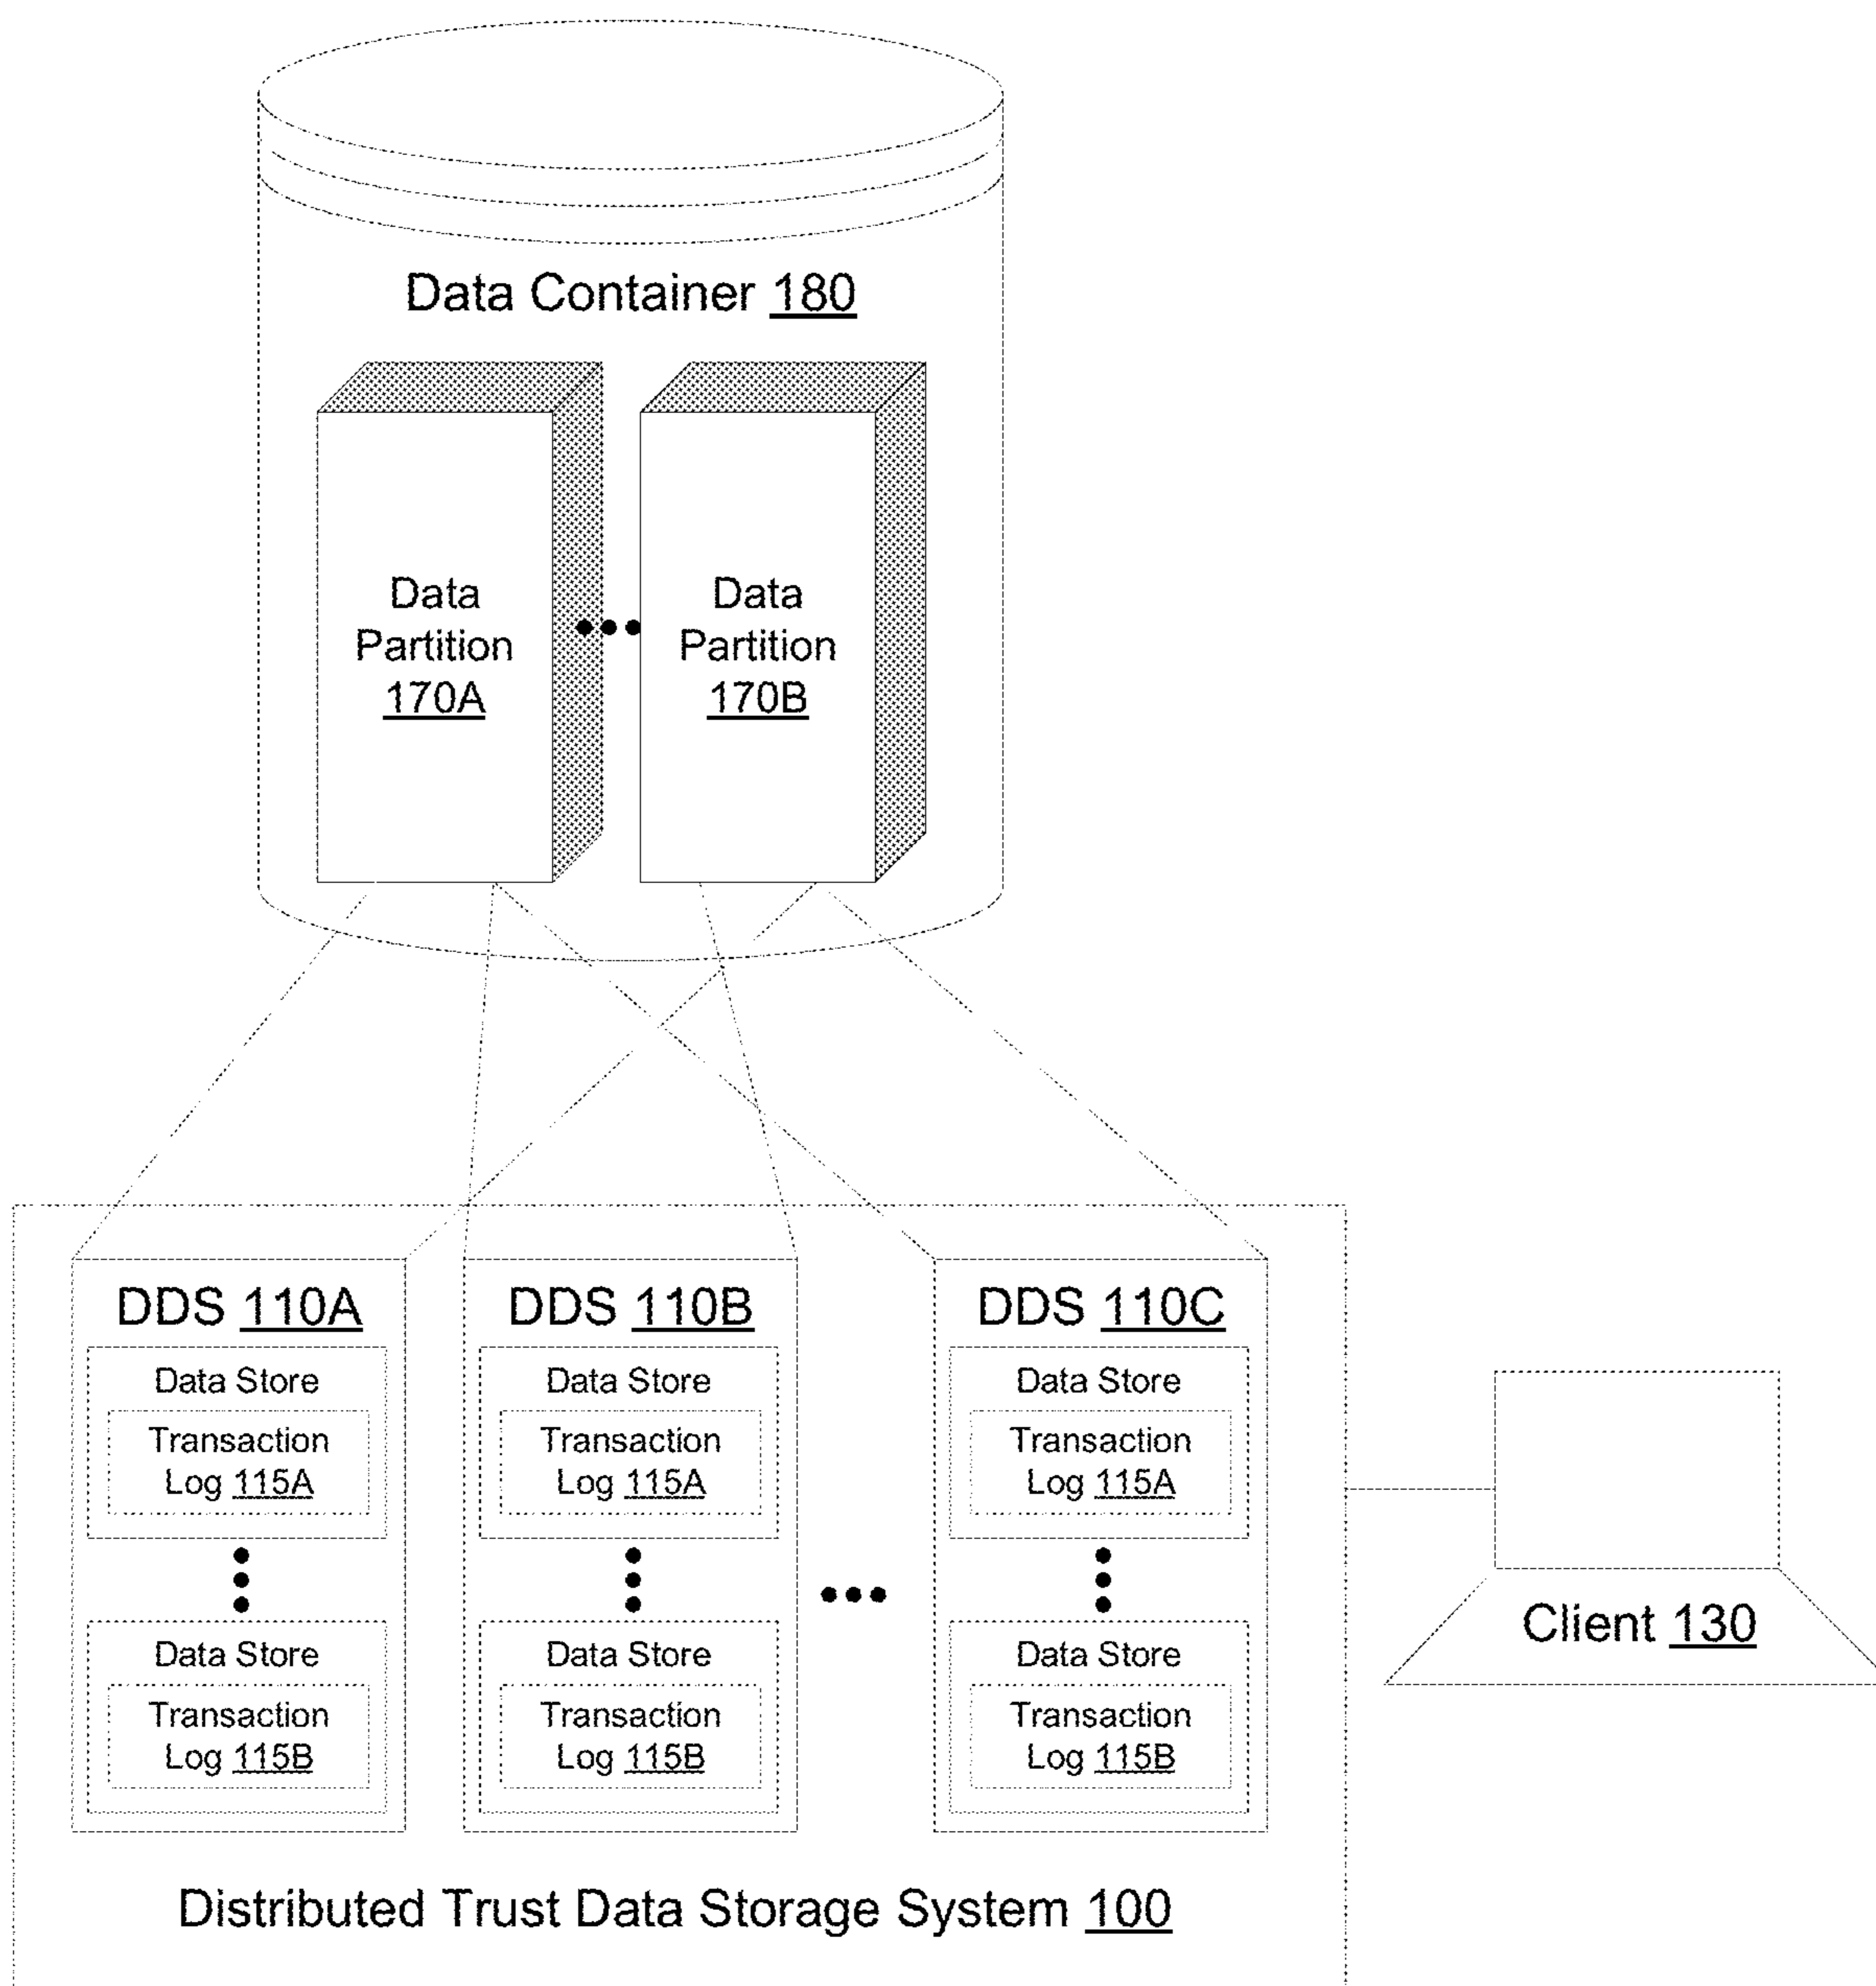 Data Container 180
Data
Partition
170A
Data
Partition
170B
DDS 110A
Data Store
Transaction
Log 115A
Data Store
Transaction
Log 115B
DDS 110B
Data Store
Transaction
Log 115A
Data Store
Transaction
Log 115B
DDS 110C
Data Store
Transaction
Log 115A
Data Store
Transaction
Log 115B
Client 130
Distributed Trust Data Storage System 100